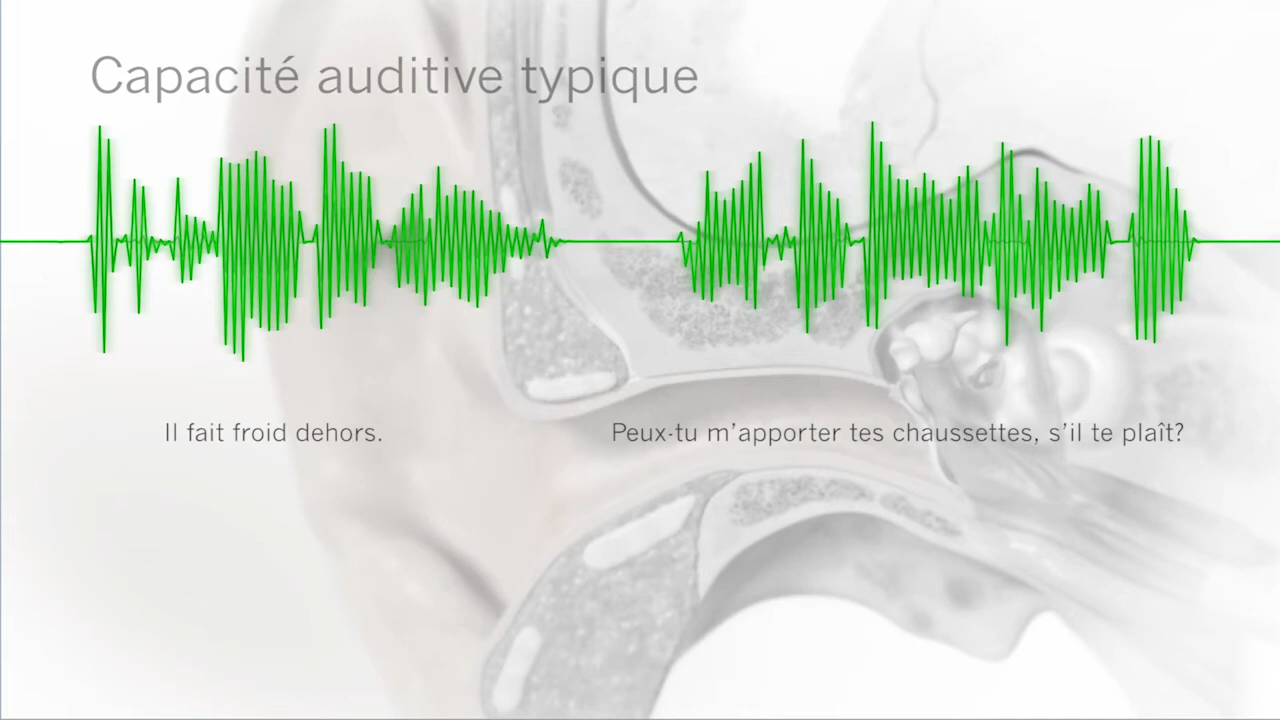 Capacité auditive typique
Il fait froid dehors.
Peux-tu m’apporter tes chaussettes, s’il te plaît?